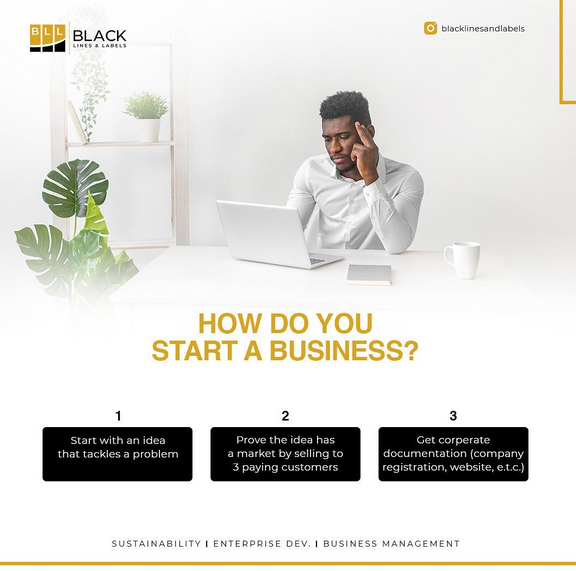 BLL
BLACK
LINES & LABELS
blacklinesandlabels
HOW DO YOU
START A BUSINESS?
1
Start with an idea
that tackles a problem
2
Prove the idea has
a market by selling to
3 paying customers
3
Get corperate
documentation (company
registration, website, e.t.c.)
SUSTAINABILITY I ENTERPRISE DEV. I BUSINESS MANAGEMENT